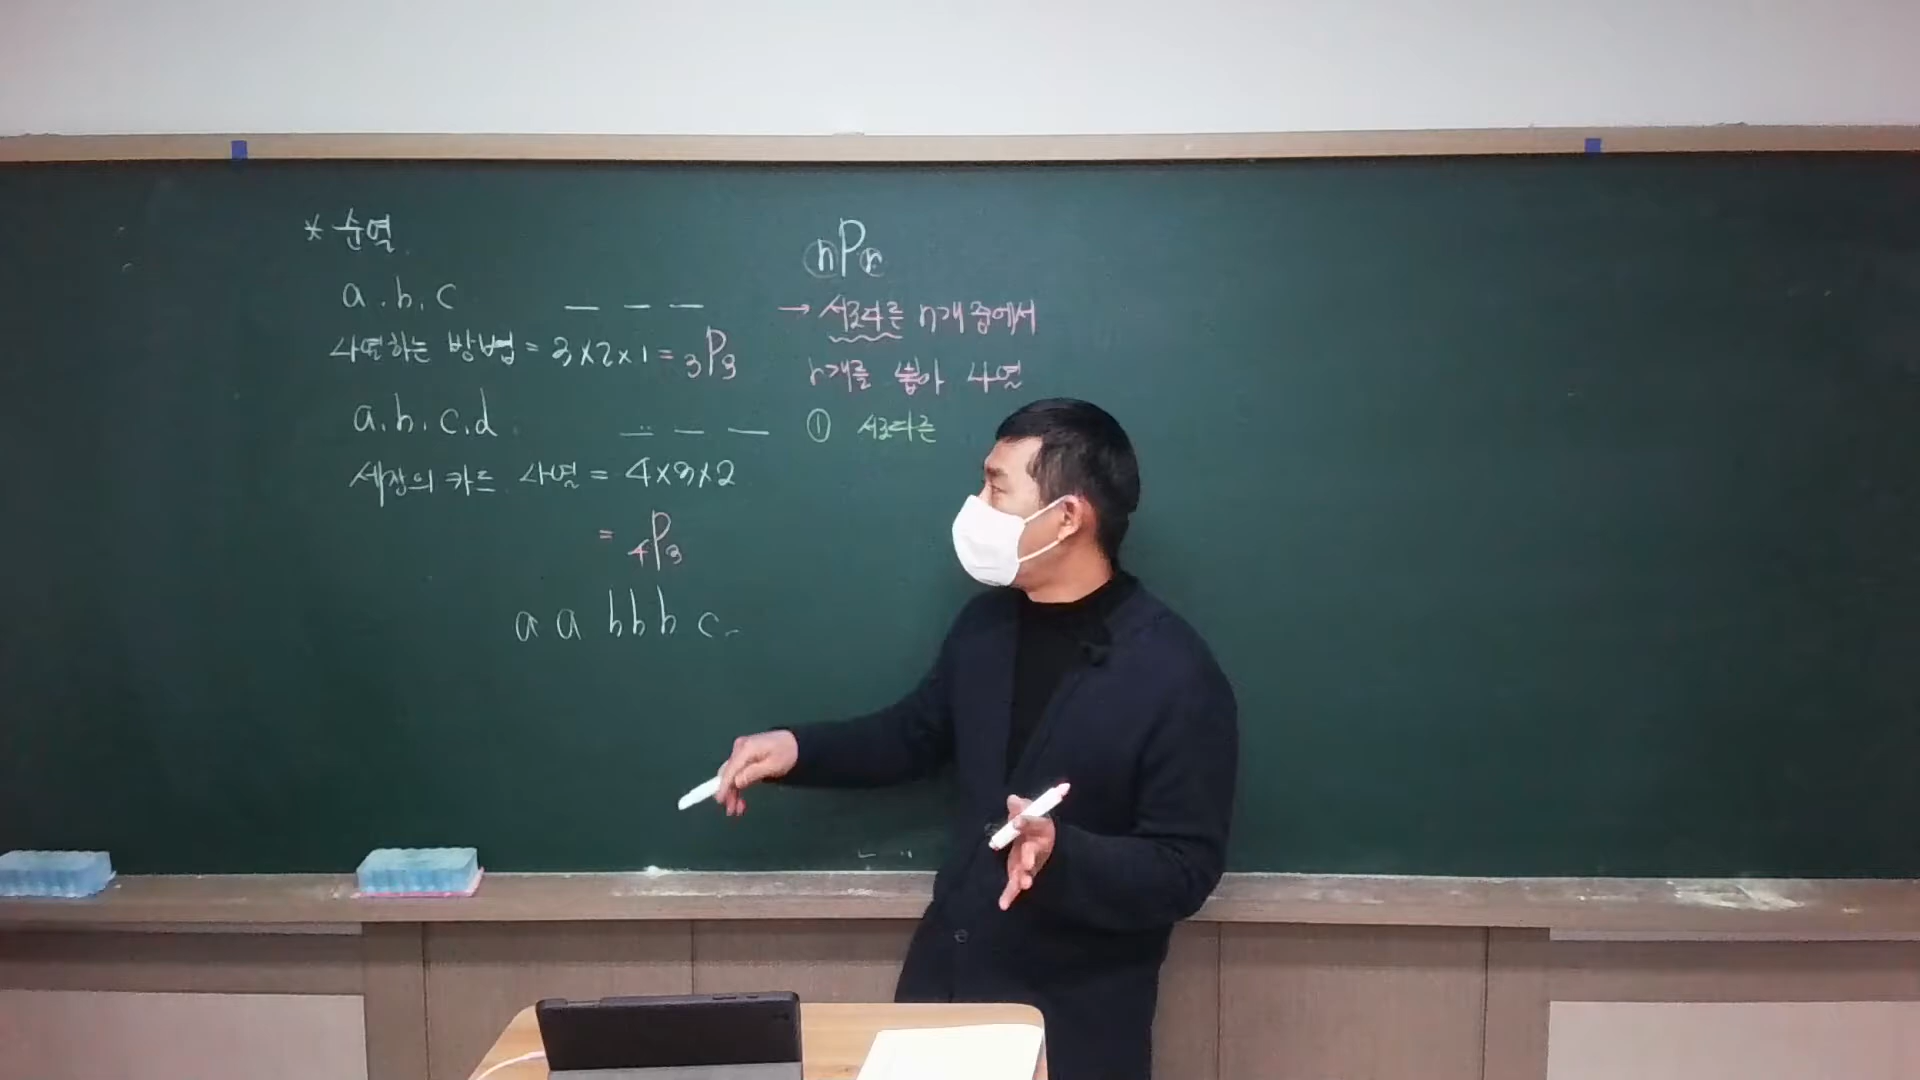 * 순열
a, b, c
나열하는 방법 = 3×2×1 = ₃P₃
a, b, c, d
세장의 카드 나열 = 4×3×2
= ₄P₃
a a b b b c
nPr
→ 서로다른 n개 중에서
r개를 뽑아 나열
① 서로다른